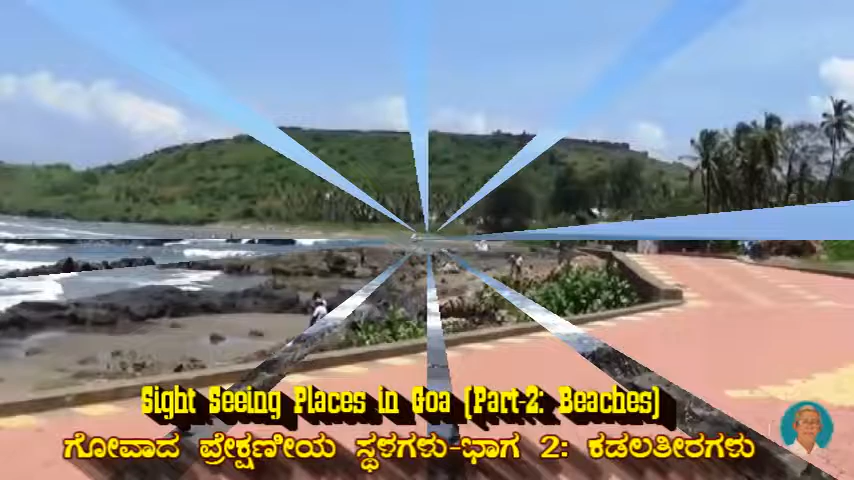 Sight Seeing Places in Goa (Part-2: Beaches)
ಗೋವಾದ ಪ್ರೇಕ್ಷಣೀಯ ಸ್ಥಳಗಳು-ಭಾಗ 2: ಕಡಲತೀರಗಳು